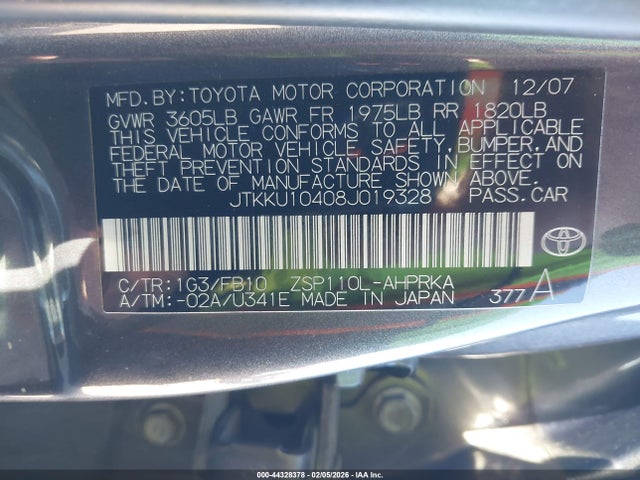 MFD.BY:TOYOTA MOTOR CORPORATION 12/07
GVWR 3605LB GAWR FR 1975LB RR 1820LB
THIS VEHICLE CONFORMS TO ALL APPLICABLE
FEDERAL MOTOR VEHICLE SAFETY,BUMPER,AND
THEFT PREVENTION STANDARDS IN EFFECT ON
THE DATE OF MANUFACTURE SHOWN ABOVE.
JTKKU10408J019328 PASS.CAR
C/TR:1G3/FB10 ZSP110L-AHPRKA
A/TM:-02A/U341E MADE IN JAPAN 377 A
000-44328378 - 02/05/2026 - IAA Inc.